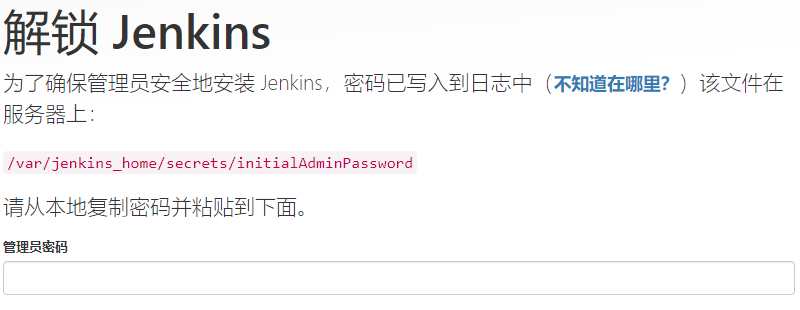 解锁 Jenkins
为了确保管理员安全地安装 Jenkins，密码已写入到日志中（不知道在哪里？）该文件在
服务器上：
/var/jenkins_home/secrets/initialAdminPassword
请从本地复制密码并粘贴到下面。
管理员密码